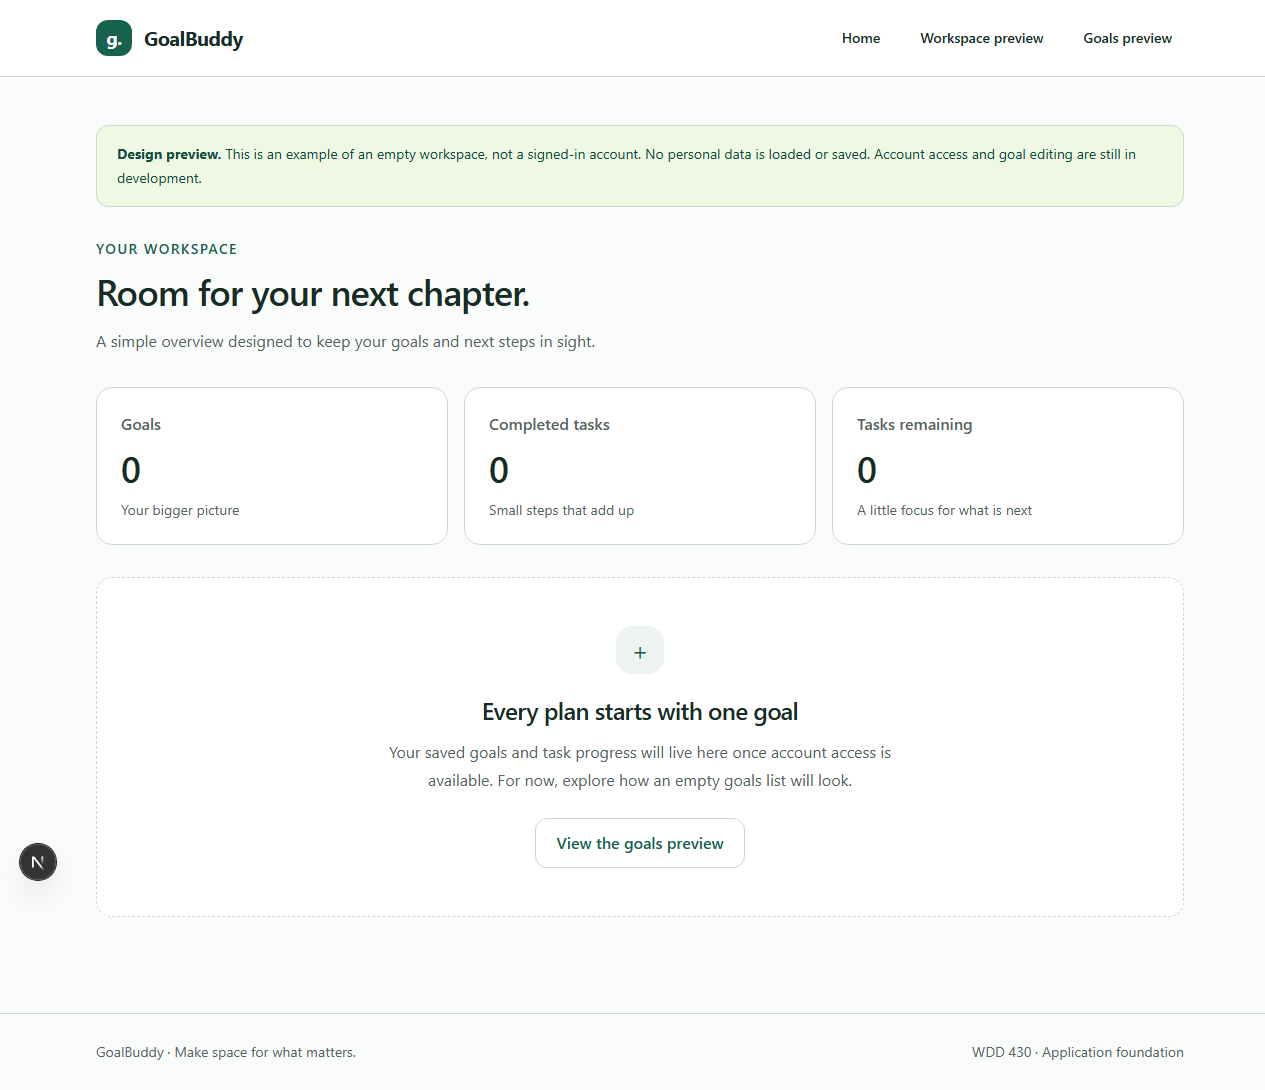 g. GoalBuddy
Home Workspace preview Goals preview
Design preview. This is an example of an empty workspace, not a signed-in account. No personal data is loaded or saved. Account access and goal editing are still in
development.
YOUR WORKSPACE
Room for your next chapter.
A simple overview designed to keep your goals and next steps in sight.
Goals
0
Your bigger picture
Completed tasks
0
Small steps that add up
Tasks remaining
0
A little focus for what is next
+
Every plan starts with one goal
Your saved goals and task progress will live here once account access is
available. For now, explore how an empty goals list will look.
View the goals preview
N
GoalBuddy · Make space for what matters.
WDD 430 · Application foundation